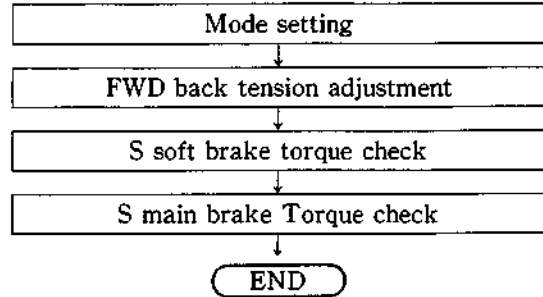 Mode setting
FWD back tension adjustment
S soft brake torque check
S main brake Torque check
END